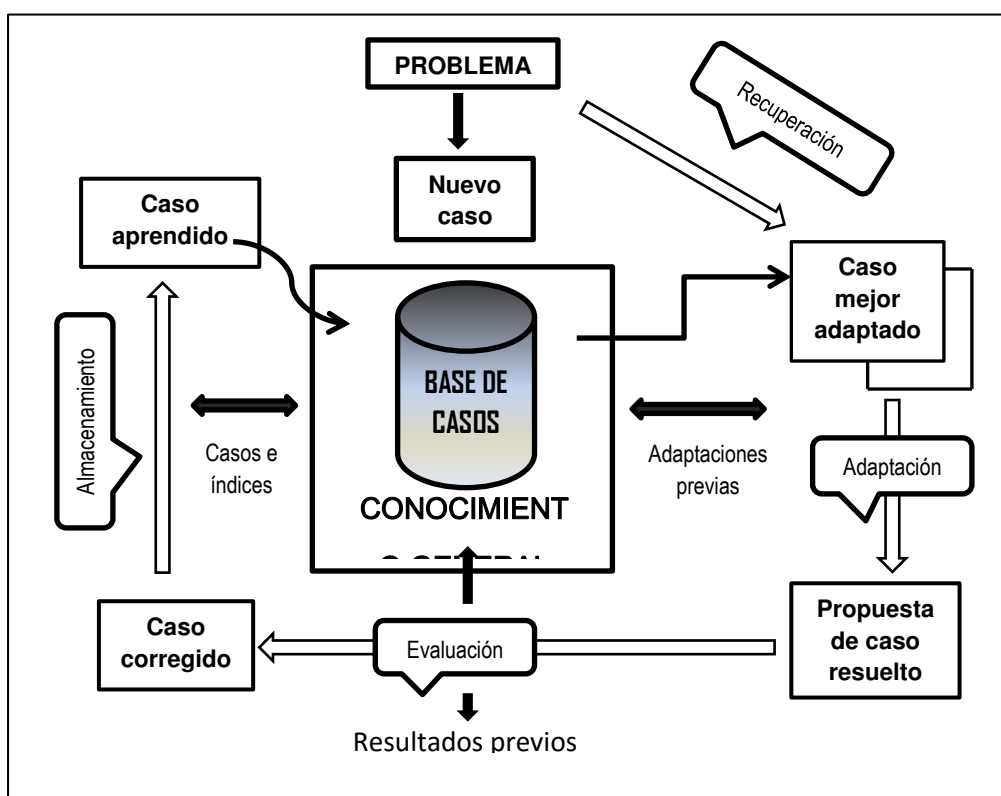 PROBLEMA
Recuperación
Nuevo
caso
Caso
aprendido
Caso
mejor
adaptado
BASE DE
CASOS
Almacenamiento
Casos e
índices
Adaptaciones
previas
Adaptación
CONOCIMIENT
O GENERAL
Caso
corregido
Evaluación
Propuesta
de caso
resuelto
Resultados previos